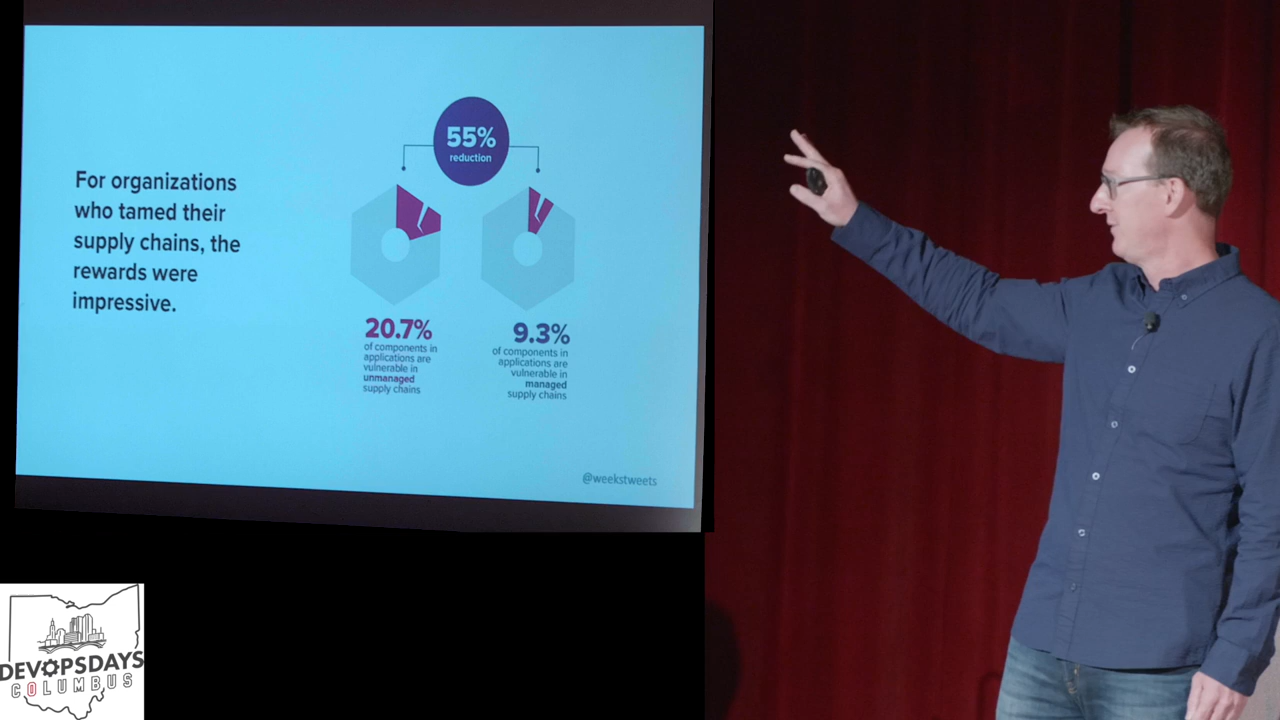 For organizations
who tamed their
supply chains, the
rewards were
impressive.
55%
reduction
20.7%
of components in
applications are
vulnerable in
unmanaged
supply chains
9.3%
of components in
applications are
vulnerable in
managed
supply chains
@weekstweets
DEVOPSDAYS
COLUMBUS